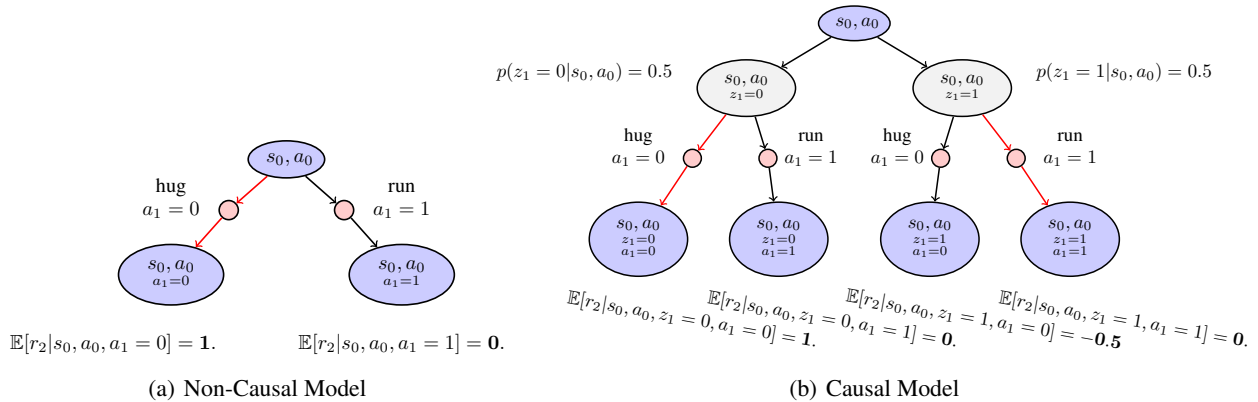 s₀, a₀
hug
a₁ = 0
run
a₁ = 1
s₀, a₀
a₁=0
s₀, a₀
a₁=1
𝔼[r₂|s₀, a₀, a₁ = 0] = 1.
𝔼[r₂|s₀, a₀, a₁ = 1] = 0.
(a) Non-Causal Model
s₀, a₀
p(z₁ = 0|s₀, a₀) = 0.5
p(z₁ = 1|s₀, a₀) = 0.5
s₀, a₀
z₁=0
s₀, a₀
z₁=1
hug
a₁ = 0
run
a₁ = 1
hug
a₁ = 0
run
a₁ = 1
s₀, a₀
z₁=0
a₁=0
s₀, a₀
z₁=0
a₁=1
s₀, a₀
z₁=1
a₁=0
s₀, a₀
z₁=1
a₁=1
𝔼[r₂|s₀, a₀, z₁ = 0, a₁ = 0] = 1.
𝔼[r₂|s₀, a₀, z₁ = 0, a₁ = 1] = 0.
𝔼[r₂|s₀, a₀, z₁ = 1, a₁ = 0] = −0.5
𝔼[r₂|s₀, a₀, z₁ = 1, a₁ = 1] = 0.
(b) Causal Model